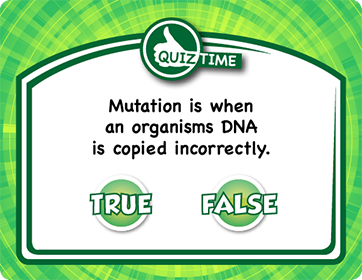 QUIZ TIME
Mutation is when
an organisms DNA
is copied incorrectly.
TRUE FALSE